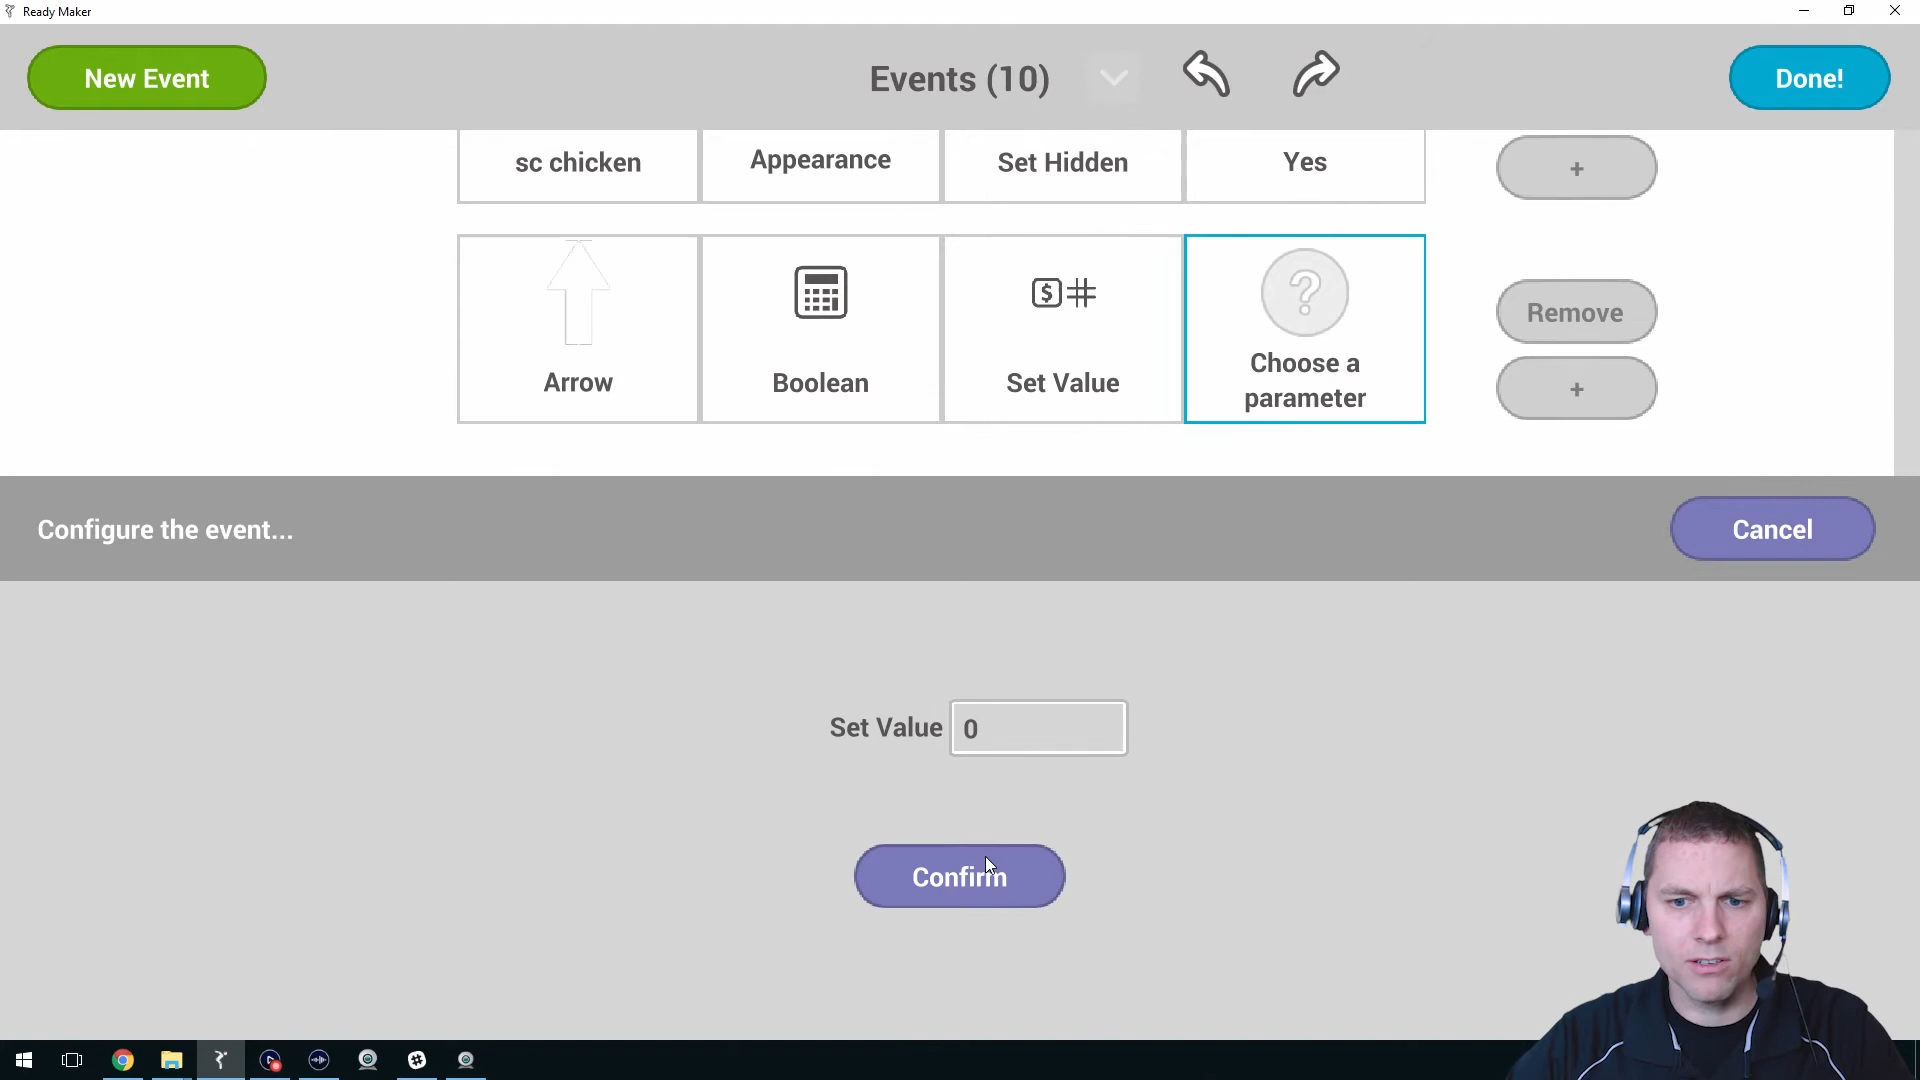 Ready Maker
New Event
Events (10)
Done!
sc chicken
Appearance
Set Hidden
Yes
+
Arrow
Boolean
$
Set Value
?
Choose a
parameter
Remove
+
Configure the event...
Cancel
Set Value 0
Confirm